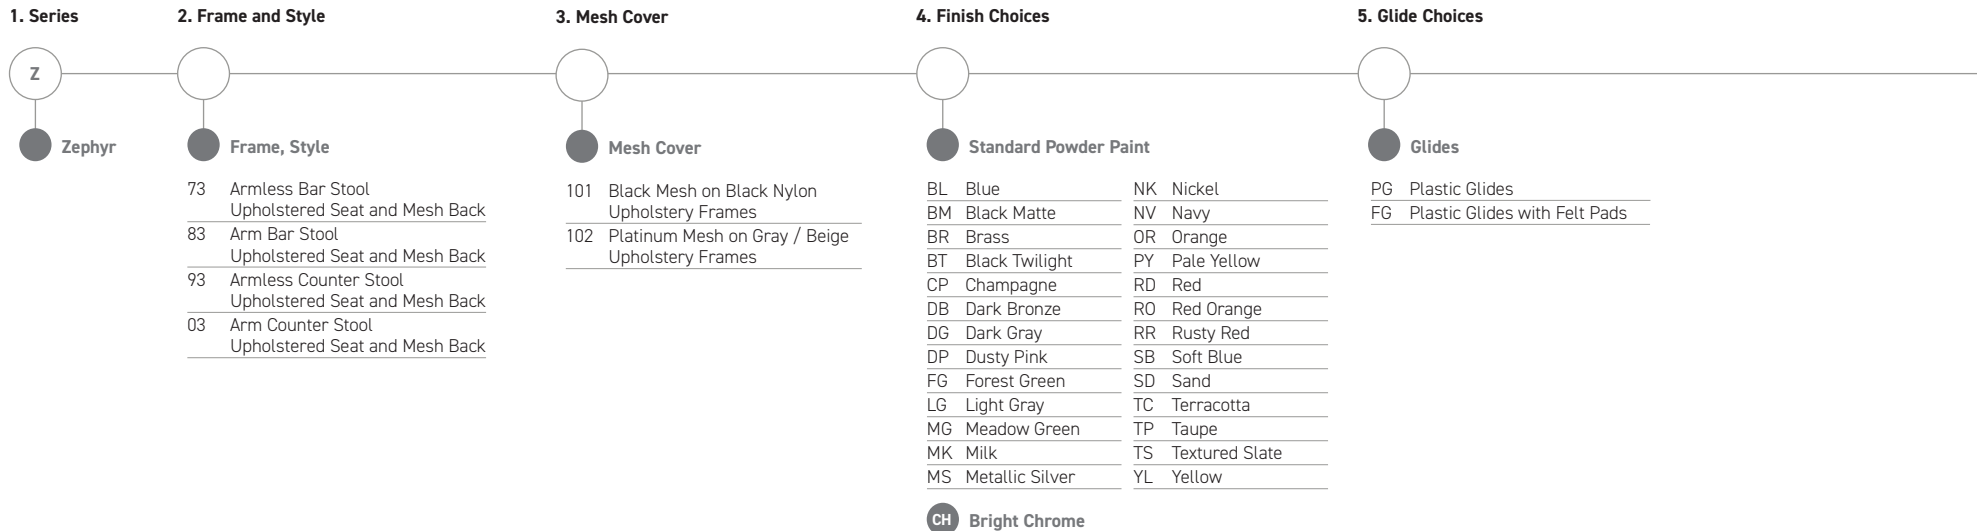 1. Series
Z
Zephyr
2. Frame and Style
Frame, Style
73 Armless Bar Stool
Upholstered Seat and Mesh Back
83 Arm Bar Stool
Upholstered Seat and Mesh Back
93 Armless Counter Stool
Upholstered Seat and Mesh Back
03 Arm Counter Stool
Upholstered Seat and Mesh Back
3. Mesh Cover
Mesh Cover
101 Black Mesh on Black Nylon
Upholstery Frames
102 Platinum Mesh on Gray / Beige
Upholstery Frames
4. Finish Choices
Standard Powder Paint
BL Blue
BM Black Matte
BR Brass
BT Black Twilight
CP Champagne
DB Dark Bronze
DG Dark Gray
DP Dusty Pink
FG Forest Green
LG Light Gray
MG Meadow Green
MK Milk
MS Metallic Silver
NK Nickel
NV Navy
OR Orange
PY Pale Yellow
RD Red
RO Red Orange
RR Rusty Red
SB Soft Blue
SD Sand
TC Terracotta
TP Taupe
TS Textured Slate
YL Yellow
CH Bright Chrome
5. Glide Choices
Glides
PG Plastic Glides
FG Plastic Glides with Felt Pads